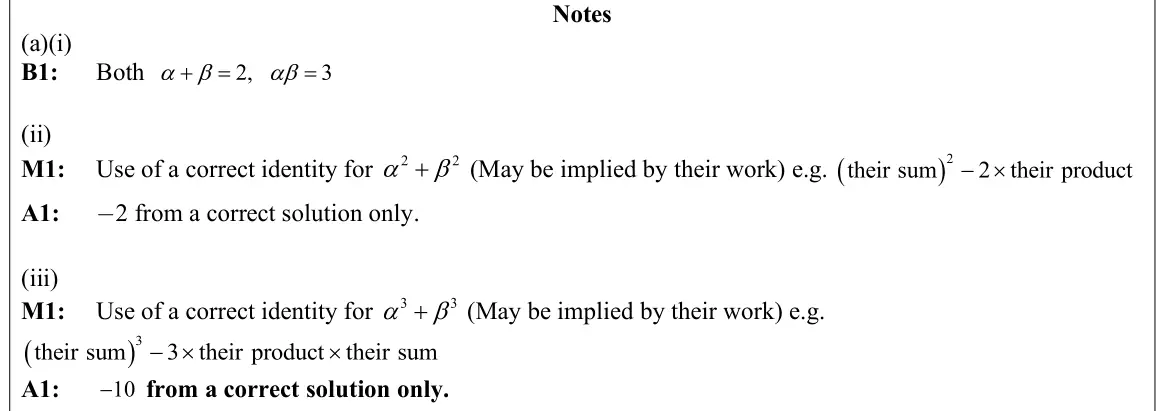 Notes
(a)(i)
B1: Both α + β = 2, αβ = 3
(ii)
M1: Use of a correct identity for α² + β² (May be implied by their work) e.g. (their sum)² − 2 × their product
A1: −2 from a correct solution only.
(iii)
M1: Use of a correct identity for α³ + β³ (May be implied by their work) e.g.
(their sum)³ − 3 × their product × their sum
A1: −10 from a correct solution only.